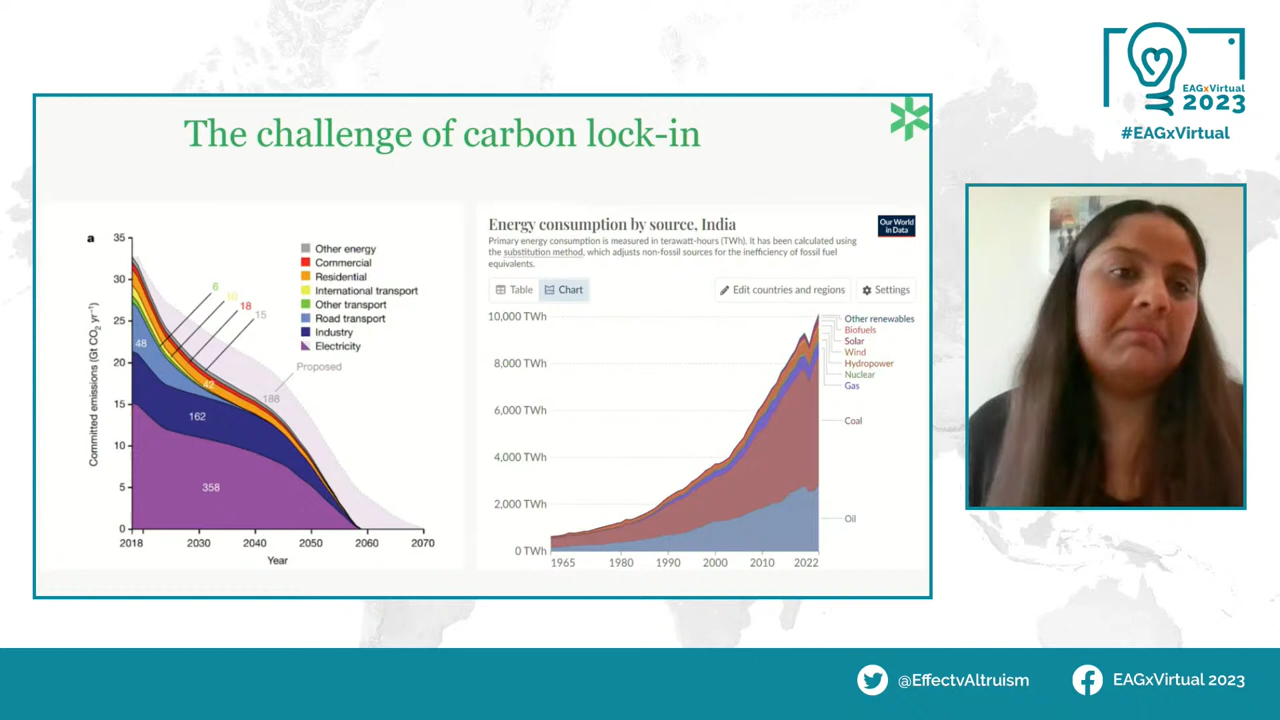 EAGxVirtual
2023
#EAGxVirtual
The challenge of carbon lock-in
a
35
30
25
20
15
10
5
0
Committed emissions (Gt CO2 yr⁻¹)
2018
2030
2040
2050
2060
2070
Year
6
10
18
15
48
42
162
188
358
Proposed
Other energy
Commercial
Residential
International transport
Other transport
Road transport
Industry
Electricity
Energy consumption by source, India
Our World
in Data
Primary energy consumption is measured in terawatt-hours (TWh). It has been calculated using
the substitution method, which adjusts non-fossil sources for the inefficiency of fossil fuel
equivalents.
Table
Chart
Edit countries and regions
Settings
10,000 TWh
8,000 TWh
6,000 TWh
4,000 TWh
2,000 TWh
0 TWh
1965
1980
1990
2000
2010
2022
Other renewables
Biofuels
Solar
Wind
Hydropower
Nuclear
Gas
Coal
Oil
@EffectvAltruism
EAGxVirtual 2023